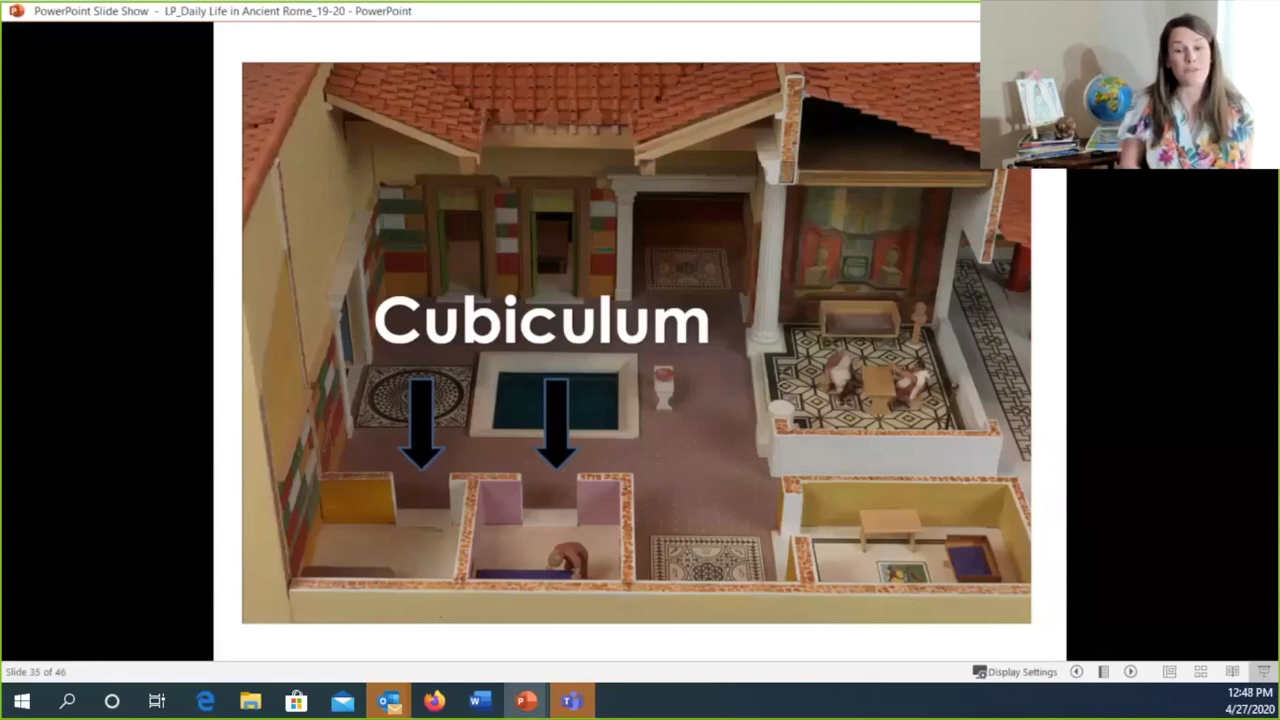 PowerPoint Slide Show - LP_Daily Life in Ancient Rome_19-20 - PowerPoint
Cubiculum
Slide 35 of 46
Display Settings
12:48 PM
4/27/2020